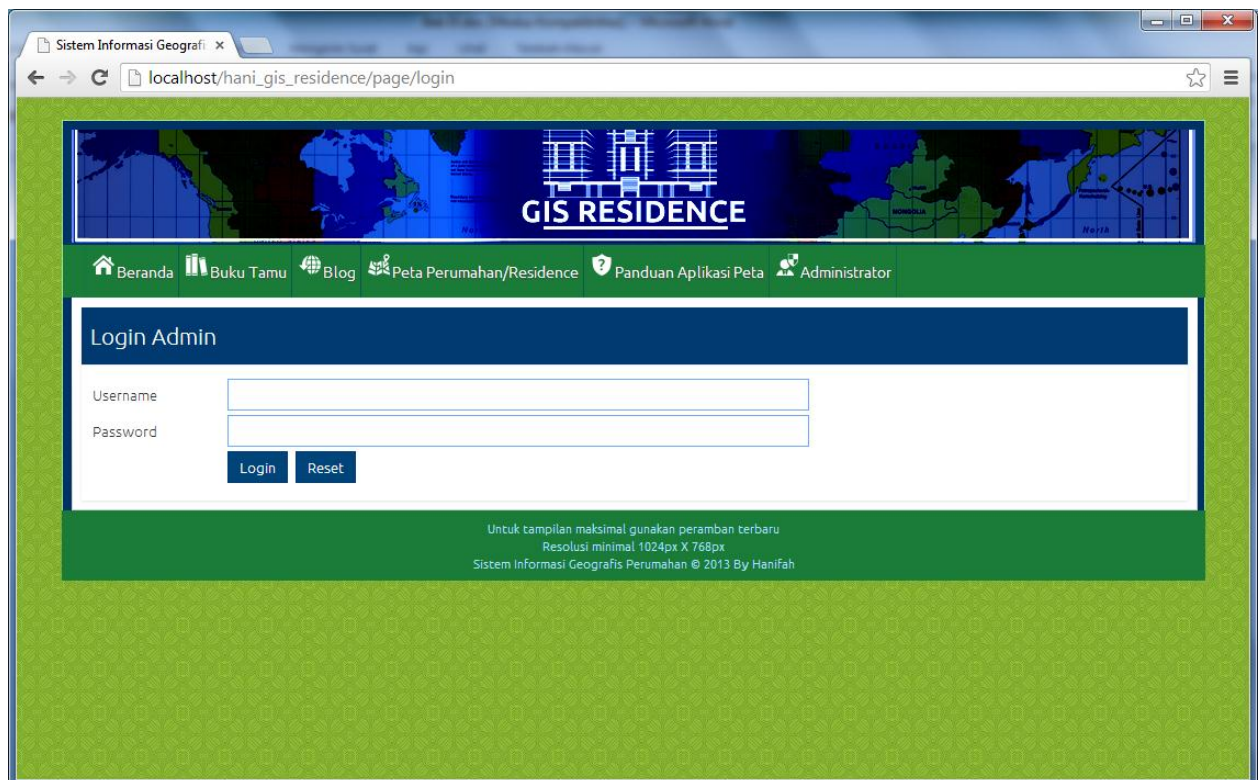 Sistem Informasi Geografi
localhost/hani_gis_residence/page/login
MONGOLIA
North
GIS RESIDENCE
Beranda Buku Tamu Blog Peta Perumahan/Residence Panduan Aplikasi Peta Administrator
Login Admin
Username
Password
Login Reset
Untuk tampilan maksimal gunakan peramban terbaru
Resolusi minimal 1024px X 768px
Sistem Informasi Geografis Perumahan © 2013 By Hanifah